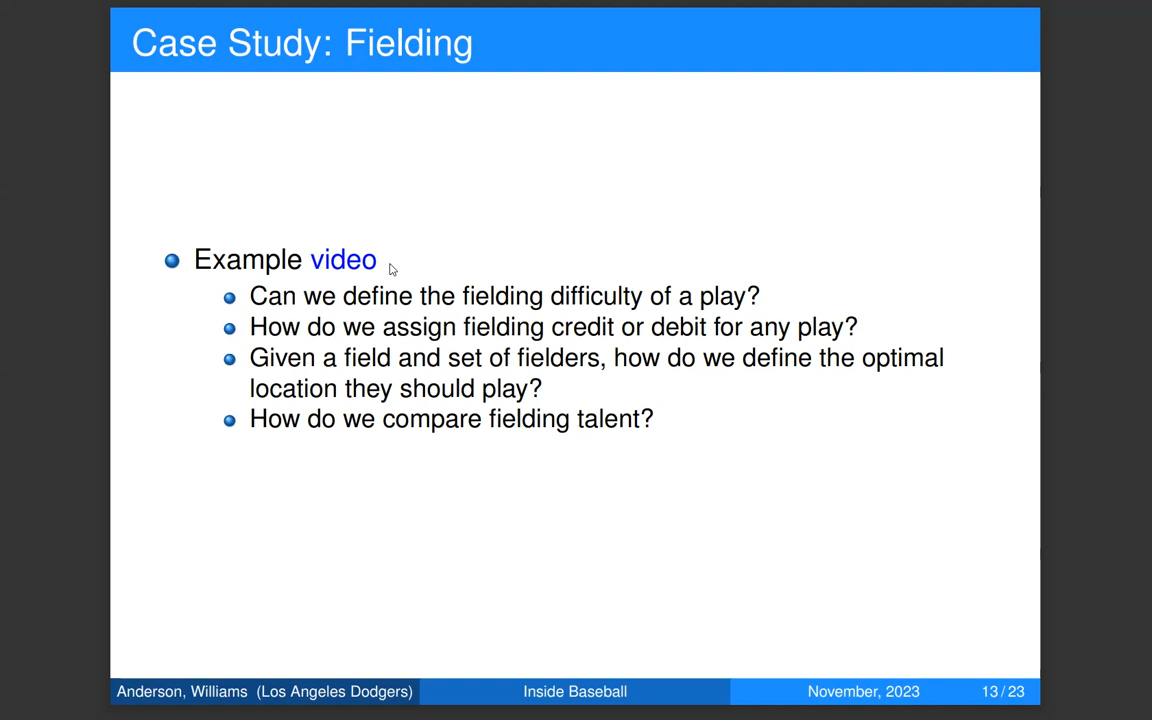 Case Study: Fielding
Example video
Can we define the fielding difficulty of a play?
How do we assign fielding credit or debit for any play?
Given a field and set of fielders, how do we define the optimal
location they should play?
How do we compare fielding talent?
Anderson, Williams (Los Angeles Dodgers) Inside Baseball November, 2023 13 / 23